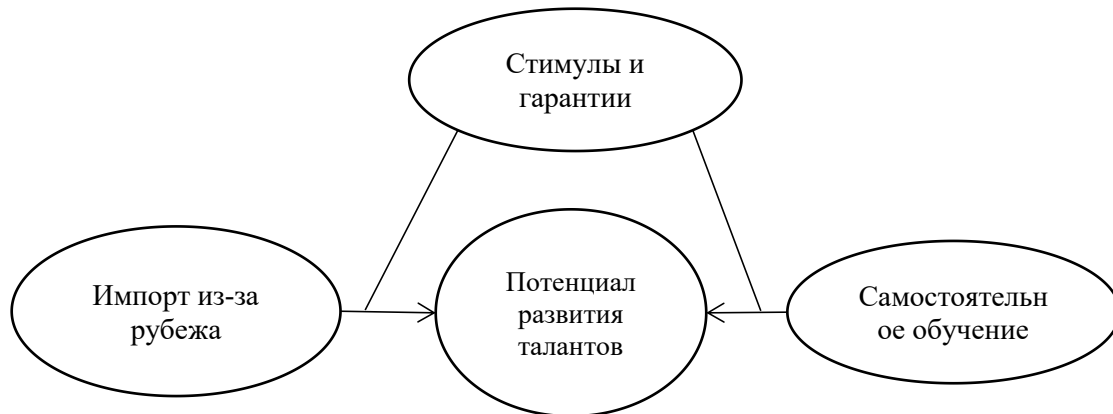 Стимулы и
гарантии
Импорт из-за
рубежа
Потенциал
развития
талантов
Самостоятельн
ое обучение